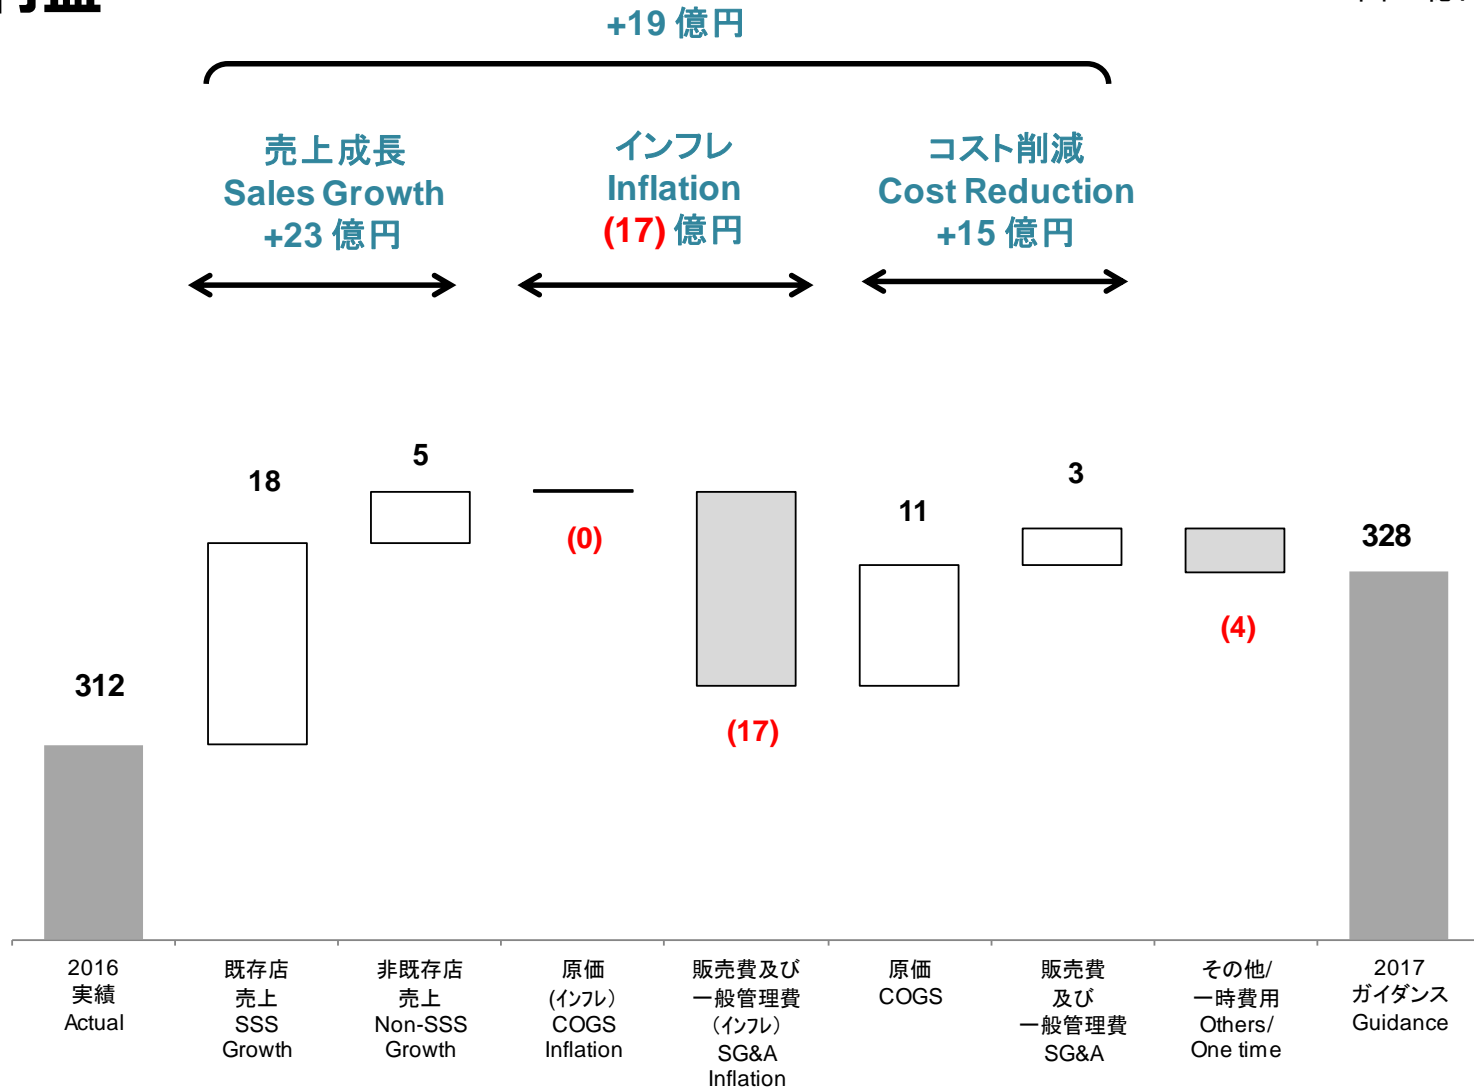 +19 億円
売上成長
Sales Growth
+23 億円
インフレ
Inflation
(17) 億円
コスト削減
Cost Reduction
+15 億円
18
5
(0)
(17)
11
3
(4)
312
328
2016
実績
Actual
既存店
売上
SSS
Growth
非既存店
売上
Non-SSS
Growth
原価
(インフレ)
COGS
Inflation
販売費及び
一般管理費
(インフレ)
SG&A
Inflation
原価
COGS
販売費
及び
一般管理費
SG&A
その他/
一時費用
Others/
One time
2017
ガイダンス
Guidance